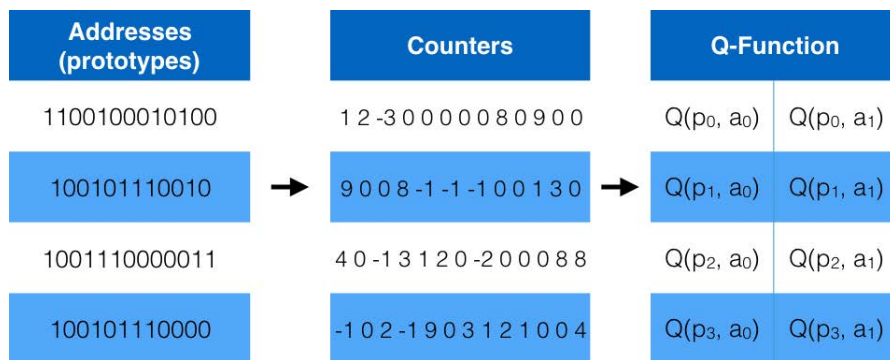 Addresses (prototypes) Counters Q-Function
1100100010100 1 2 -3 0 0 0 0 0 8 0 9 0 0 Q(p₀, a₀) Q(p₀, a₁)
100101110010 9 0 0 8 -1 -1 -1 0 0 1 3 0 Q(p₁, a₀) Q(p₁, a₁)
1001110000011 4 0 -1 3 1 2 0 -2 0 0 0 8 8 Q(p₂, a₀) Q(p₂, a₁)
100101110000 -1 0 2 -1 9 0 3 1 2 1 0 0 4 Q(p₃, a₀) Q(p₃, a₁)